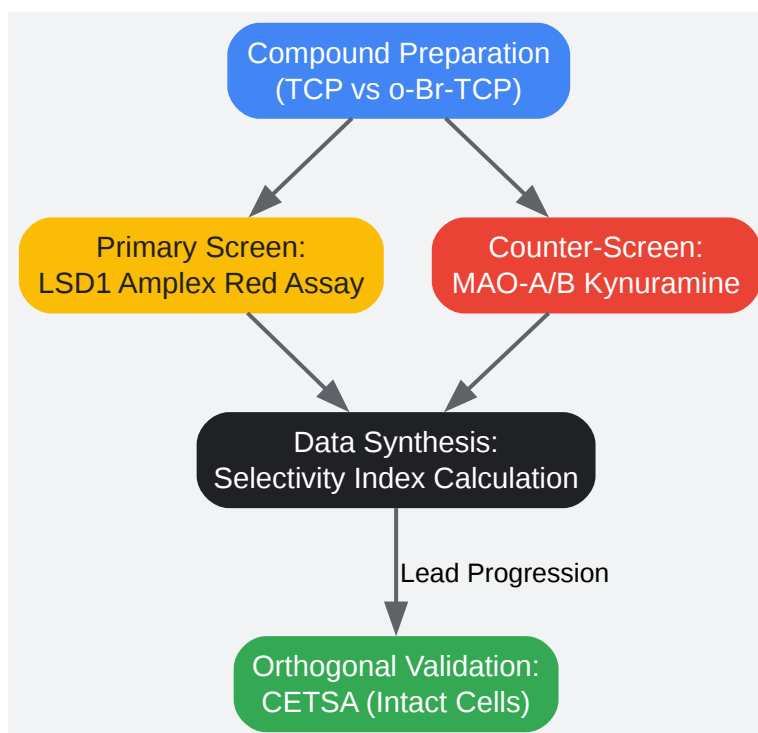 Compound Preparation
(TCP vs o-Br-TCP)
Primary Screen:
LSD1 Amplex Red Assay
Counter-Screen:
MAO-A/B Kynuramine
Data Synthesis:
Selectivity Index Calculation
Lead Progression
Orthogonal Validation:
CETSA (Intact Cells)